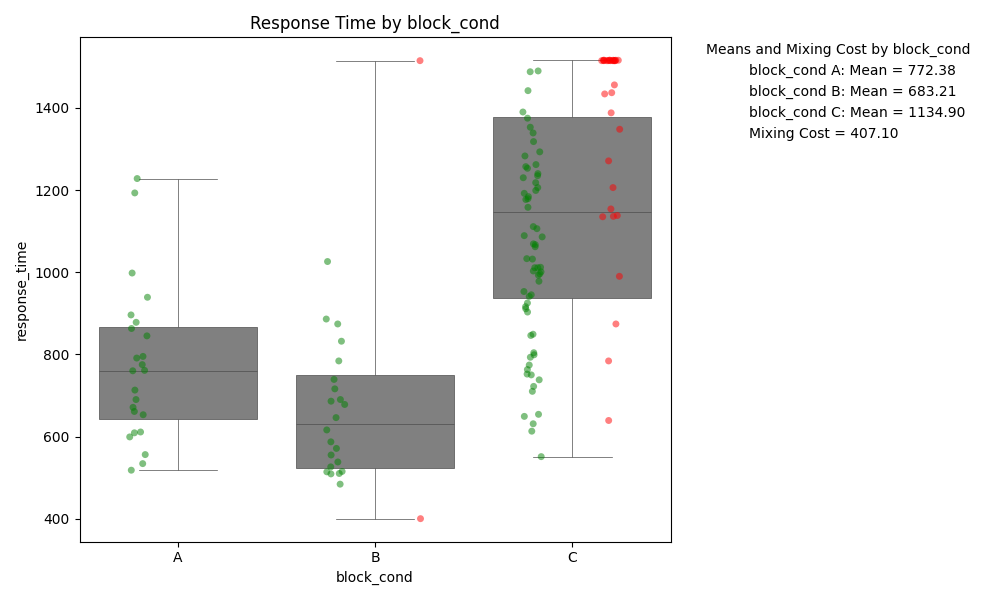 Response Time by block_cond
Means and Mixing Cost by block_cond
block_cond A: Mean = 772.38
block_cond B: Mean = 683.21
block_cond C: Mean = 1134.90
Mixing Cost = 407.10
response_time
1400
1200
1000
800
600
400
A
B
C
block_cond